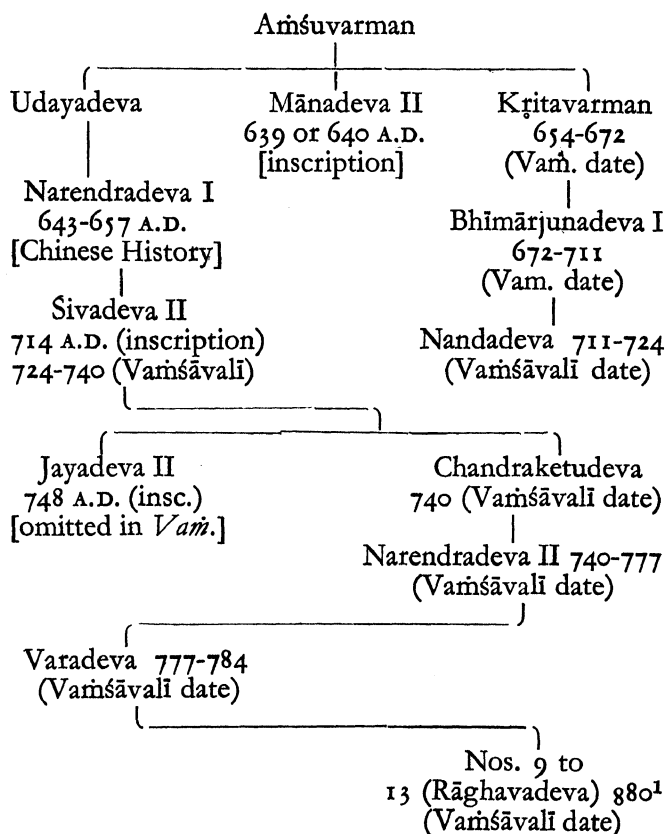 Aṁśuvarman
Udayadeva
Mānadeva II
639 or 640 A.D.
[inscription]
Kṛitavarman
654-672
(Vaṁ. date)
Narendradeva I
643-657 A.D.
[Chinese History]
Bhīmārjunadeva I
672-711
(Vam. date)
Śivadeva II
714 A.D. (inscription)
724-740 (Vaṁśāvalī)
Nandadeva 711-724
(Vaṁśāvalī date)
Jayadeva II
748 A.D. (insc.)
[omitted in Vaṁ.]
Chandraketudeva
740 (Vaṁśāvalī date)
Narendradeva II 740-777
(Vaṁśāvalī date)
Varadeva 777-784
(Vaṁśāvalī date)
Nos. 9 to
13 (Rāghavadeva) 880¹
(Vaṁśāvalī date)